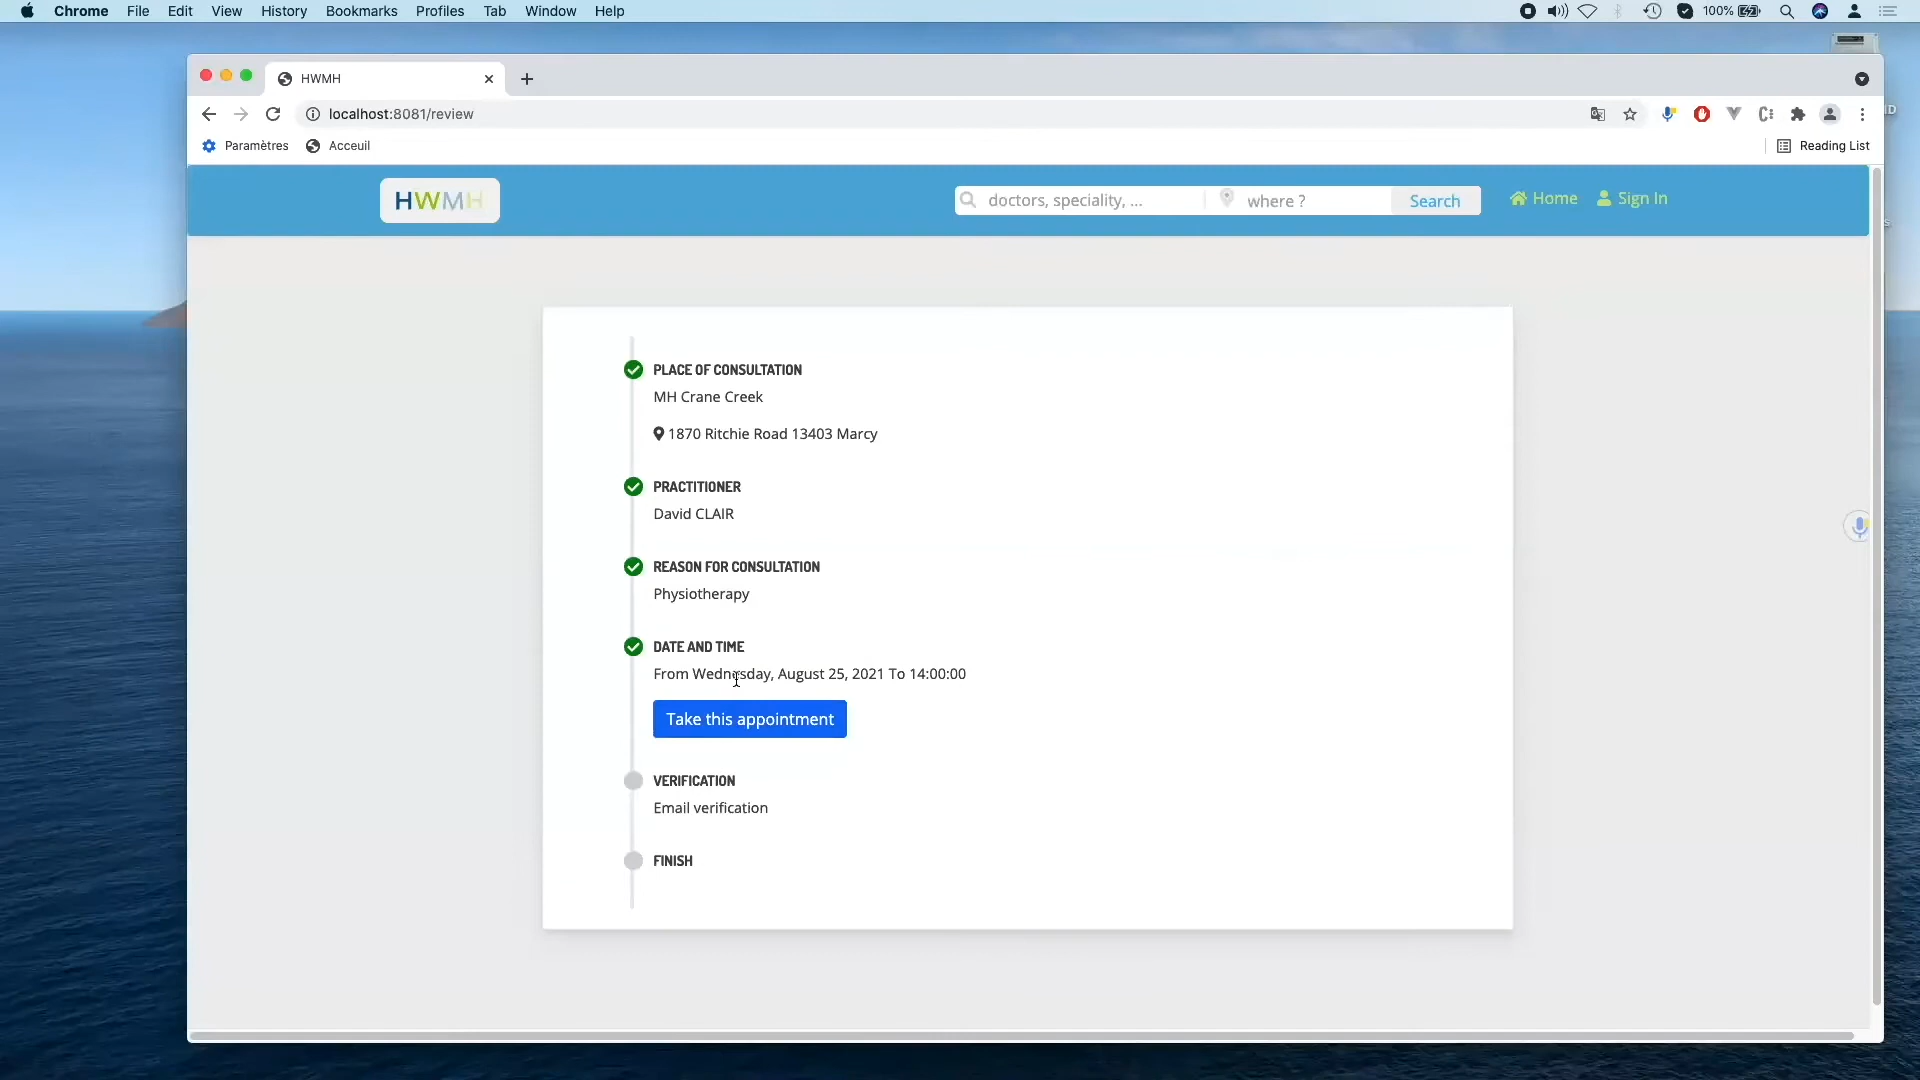 Chrome File Edit View History Bookmarks Profiles Tab Window Help
100%
HWMH
localhost:8081/review
Paramètres Acceuil Reading List
HWMH doctors, speciality, ... where ? Search Home Sign In
PLACE OF CONSULTATION
MH Crane Creek
1870 Ritchie Road 13403 Marcy
PRACTITIONER
David CLAIR
REASON FOR CONSULTATION
Physiotherapy
DATE AND TIME
From Wednesday, August 25, 2021 To 14:00:00
Take this appointment
VERIFICATION
Email verification
FINISH